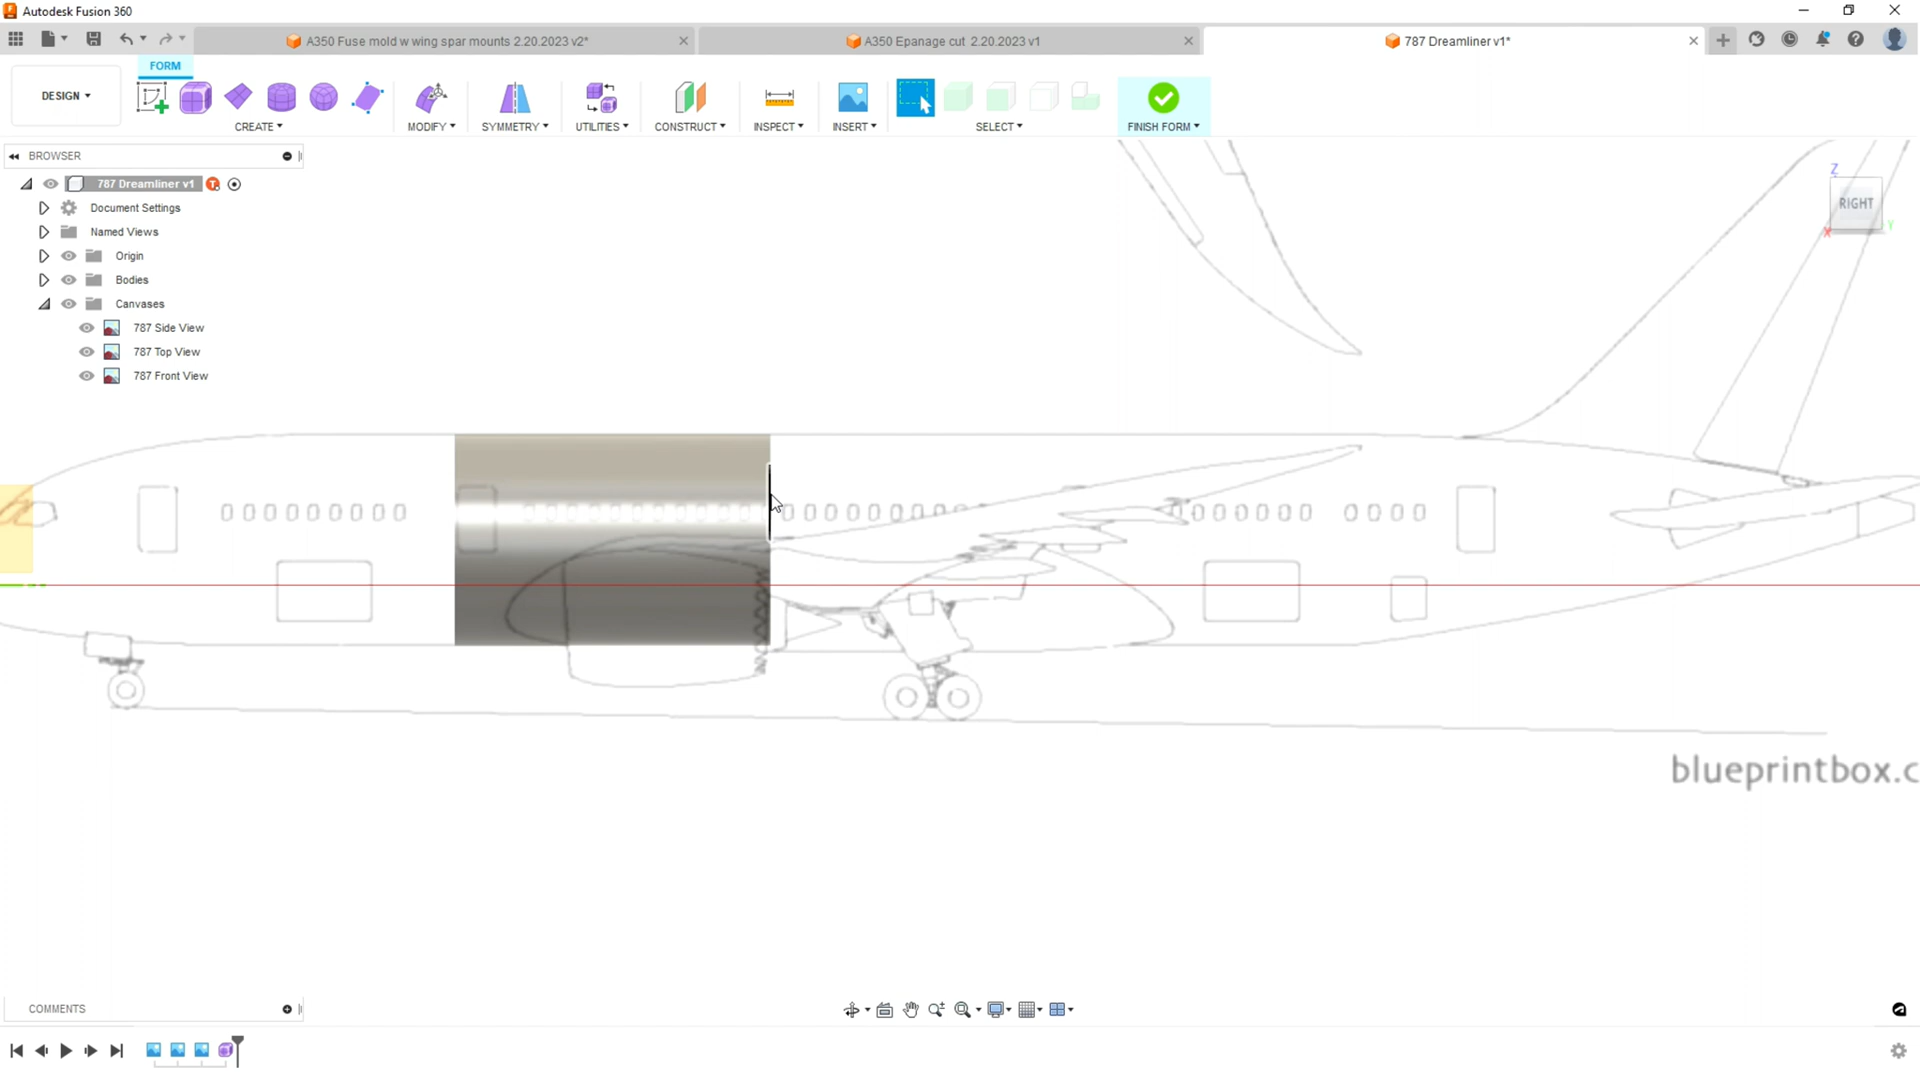 Autodesk Fusion 360
A350 Fuse mold w wing spar mounts 2.20.2023 v2*
A350 Epanage cut 2.20.2023 v1
787 Dreamliner v1*
FORM
DESIGN
CREATE
MODIFY
SYMMETRY
UTILITIES
CONSTRUCT
INSPECT
INSERT
SELECT
FINISH FORM
BROWSER
787 Dreamliner v1
Document Settings
Named Views
Origin
Bodies
Canvases
787 Side View
787 Top View
787 Front View
Z
RIGHT
X
Y
blueprintbox.c
COMMENTS